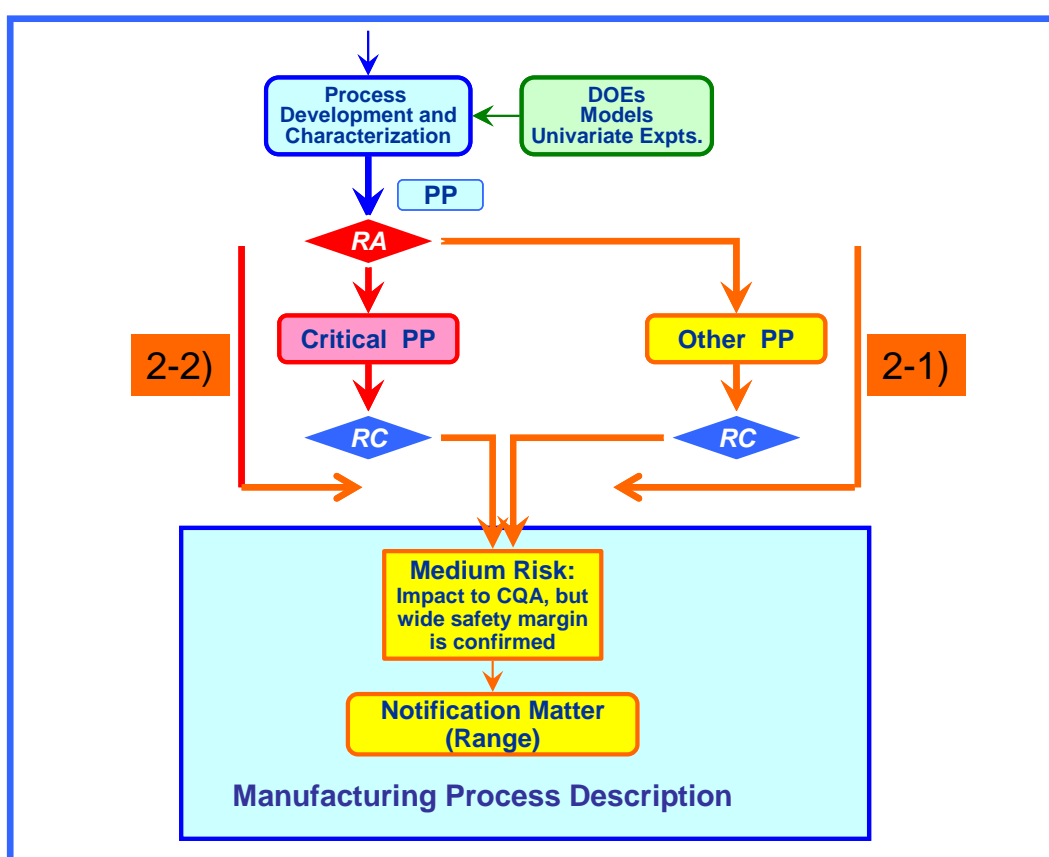 Process
Development and
Characterization
DOEs
Models
Univariate Expts.
PP
RA
Critical PP
Other PP
2-2)
2-1)
RC
RC
Medium Risk:
Impact to CQA, but
wide safety margin
is confirmed
Notification Matter
(Range)
Manufacturing Process Description